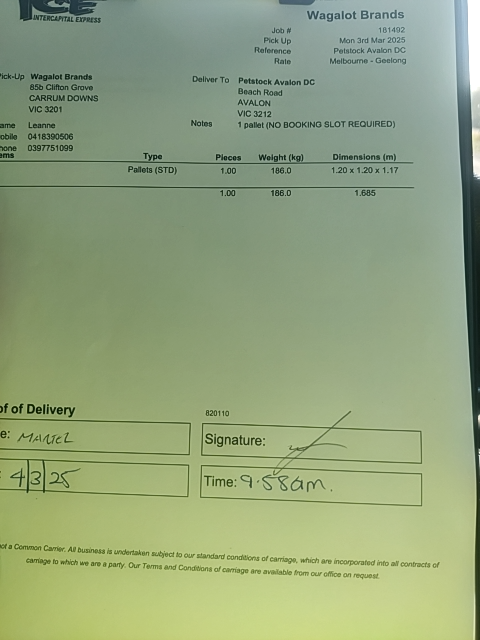 ICE
INTERCAPITAL EXPRESS
Wagalot Brands
Job # 181492
Pick Up Mon 3rd Mar 2025
Reference Petstock Avalon DC
Rate Melbourne - Geelong
ick-Up Wagalot Brands
85b Clifton Grove
CARRUM DOWNS
VIC 3201
Deliver To Petstock Avalon DC
Beach Road
AVALON
VIC 3212
ame Leanne
obile 0418390506
hone 0397751099
Notes 1 pallet (NO BOOKING SLOT REQUIRED)
ems Type Pieces Weight (kg) Dimensions (m)
Pallets (STD) 1.00 186.0 1.20 x 1.20 x 1.17
1.00 186.0 1.685
of of Delivery
820110
e: Signature:
4/3/25 Time: 9.58am.
ot a Common Carrier. All business is undertaken subject to our standard conditions of carriage, which are incorporated into all contracts of
carriage to which we are a party. Our Terms and Conditions of carriage are available from our office on request.